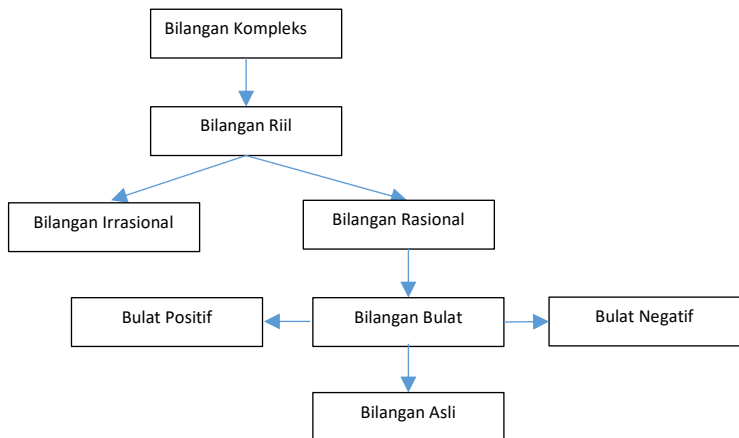 Bilangan Kompleks
Bilangan Riil
Bilangan Irrasional
Bilangan Rasional
Bulat Positif
Bilangan Bulat
Bulat Negatif
Bilangan Asli